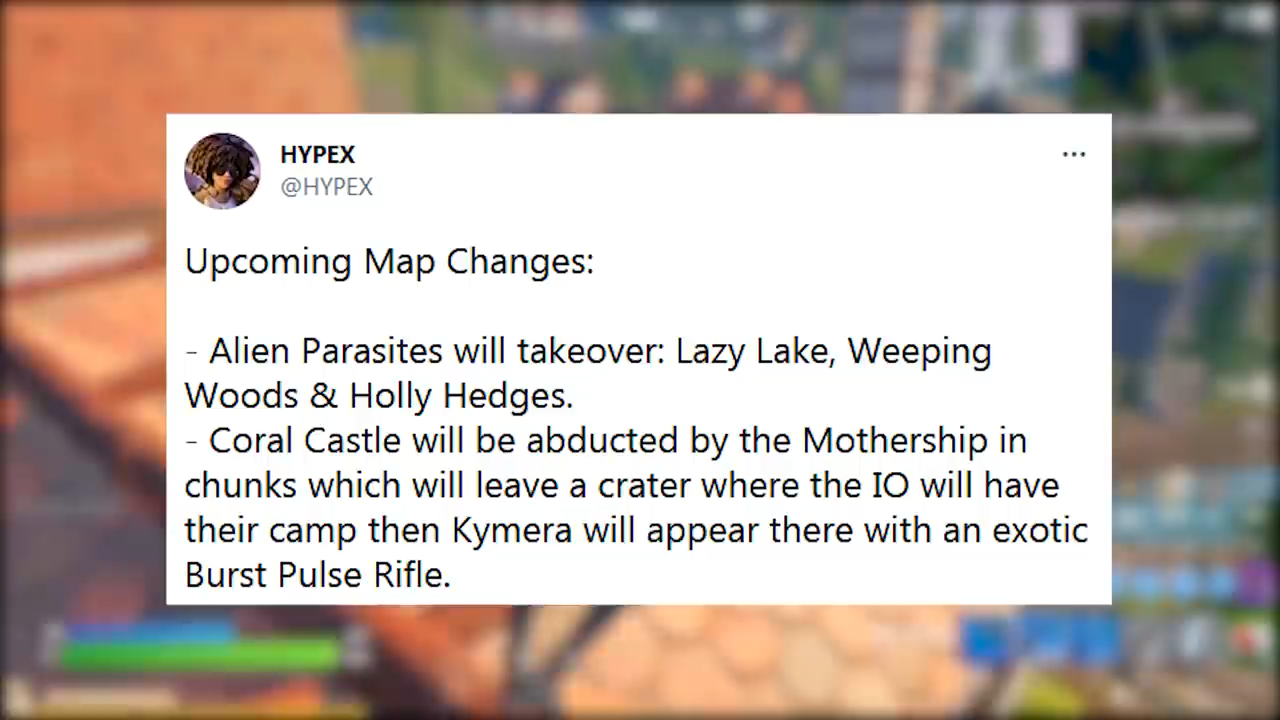 HYPEX
@HYPEX
Upcoming Map Changes:
- Alien Parasites will takeover: Lazy Lake, Weeping
Woods & Holly Hedges.
- Coral Castle will be abducted by the Mothership in
chunks which will leave a crater where the IO will have
their camp then Kymera will appear there with an exotic
Burst Pulse Rifle.